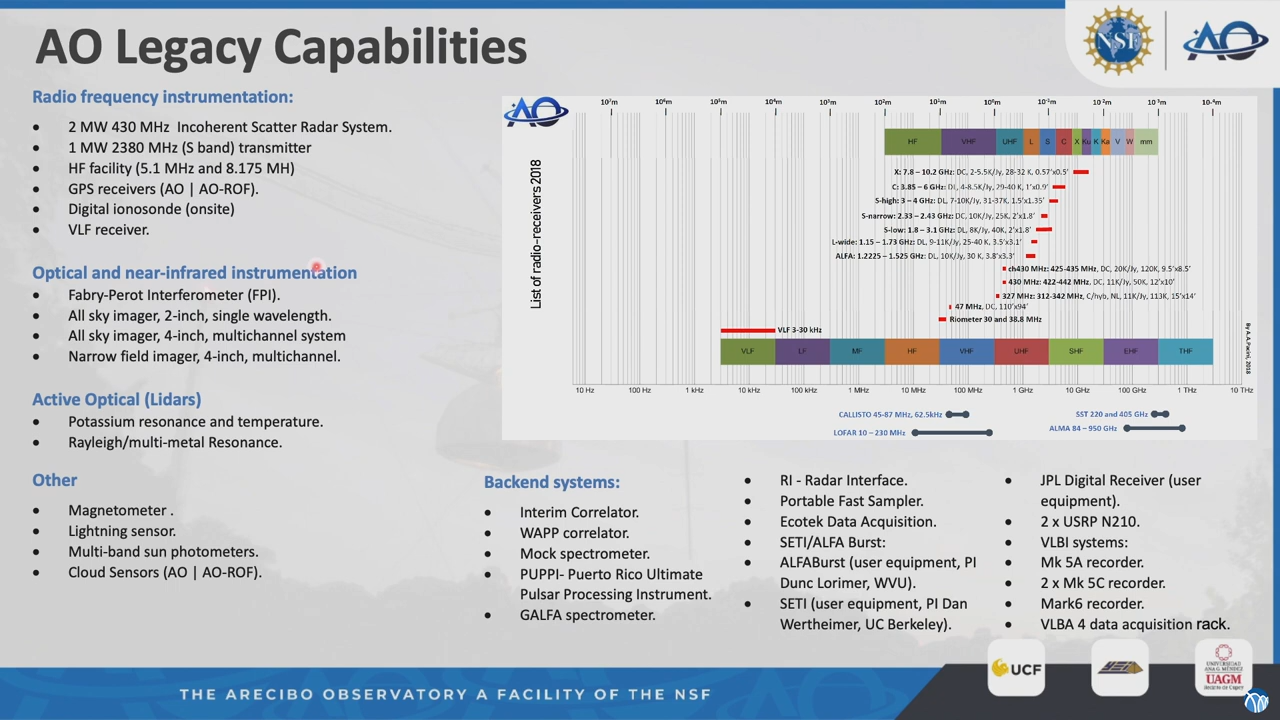 AO Legacy Capabilities
NSF
AO
Radio frequency instrumentation:
• 2 MW 430 MHz Incoherent Scatter Radar System.
• 1 MW 2380 MHz (S band) transmitter
• HF facility (5.1 MHz and 8.175 MH)
• GPS receivers (AO | AO-ROF).
• Digital ionosonde (onsite)
• VLF receiver.
Optical and near-infrared instrumentation
• Fabry-Perot Interferometer (FPI).
• All sky imager, 2-inch, single wavelength.
• All sky imager, 4-inch, multichannel system
• Narrow field imager, 4-inch, multichannel.
Active Optical (Lidars)
• Potassium resonance and temperature.
• Rayleigh/multi-metal Resonance.
Other
• Magnetometer .
• Lightning sensor.
• Multi-band sun photometers.
• Cloud Sensors (AO | AO-ROF).
AO
List of radio-receivers 2018
HF VHF UHF L S C X Ku K Ka V W mm
X: 7.8 – 10.2 GHz: DC, 2-5.5K/Jy, 28-32 K, 0.57'x0.5'
C: 3.85 – 6 GHz: DL, 4-8.5K/Jy, 29-40 K, 1'x0.9'
S-high: 3 – 4 GHz: DL, 7-10K/Jy, 31-37K, 1.5'x1.35'
S-narrow: 2.33 – 2.43 GHz: DC, 10K/Jy, 25K, 2'x1.8'
S-low: 1.8 – 3.1 GHz: DL, 8K/Jy, 40K, 2'x1.8'
L-wide: 1.15 – 1.73 GHz: DL, 9-11K/Jy, 25-40 K, 3.5'x3.1'
ALFA: 1.2225 – 1.525 GHz: DL, 10K/Jy, 30 K, 3.8'x3.3'
ch430 MHz: 425-435 MHz, DC, 20K/Jy, 120K, 9.5'x8.5'
430 MHz: 422-442 MHz, DC, 11K/Jy, 50K, 12'x10'
327 MHz: 312-342 MHz, C/hyb, NL, 11K/Jy, 113K, 15'x14'
47 MHz, DC, 110'x94'
Riometer 30 and 38.8 MHz
VLF 3-30 kHz
VLF LF MF HF VHF UHF SHF EHF THF
By A.A.Pacini, 2018
10 Hz 100 Hz 1 kHz 10 kHz 100 kHz 1 MHz 10 MHz 100 MHz 1 GHz 10 GHz 100 GHz 1 THz 10 THz
CALLISTO 45-87 MHz, 62.5kHz
SST 220 and 405 GHz
LOFAR 10 – 230 MHz
ALMA 84 – 950 GHz
Backend systems:
• Interim Correlator.
• WAPP correlator.
• Mock spectrometer.
• PUPPI- Puerto Rico Ultimate
Pulsar Processing Instrument.
• GALFA spectrometer.
• RI - Radar Interface.
• Portable Fast Sampler.
• Ecotek Data Acquisition.
• SETI/ALFA Burst:
• ALFABurst (user equipment, PI
Dunc Lorimer, WVU).
• SETI (user equipment, PI Dan
Wertheimer, UC Berkeley).
• JPL Digital Receiver (user
equipment).
• 2 x USRP N210.
• VLBI systems:
• Mk 5A recorder.
• 2 x Mk 5C recorder.
• Mark6 recorder.
• VLBA 4 data acquisition rack.
THE ARECIBO OBSERVATORY A FACILITY OF THE NSF
UCF
UNIVERSIDAD
ANA G. MÉNDEZ
UAGM